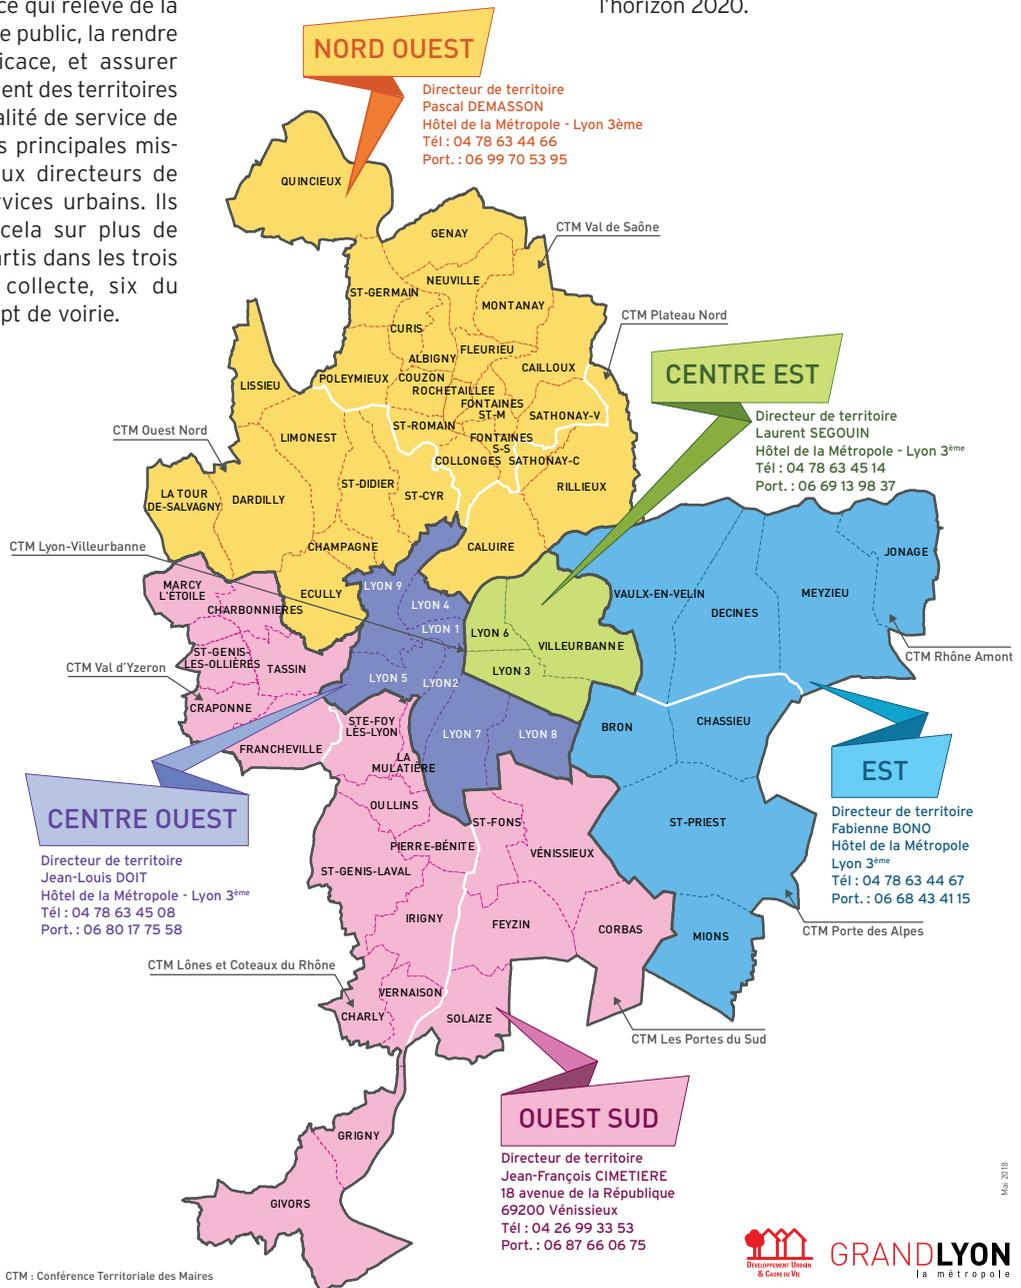 ce qui relève de la
e public, la rendre
icace, et assurer
ent des territoires
alité de service de
s principales mis-
ux directeurs de
vices urbains. Ils
cela sur plus de
artis dans les trois
collecte, six du
pt de voirie.
l'horizon 2020.
NORD OUEST
Directeur de territoire
Pascal DEMASSON
Hôtel de la Métropole - Lyon 3ème
Tél : 04 78 63 44 66
Port. : 06 99 70 53 95
QUINCIEUX
GENAY
CTM Val de Saône
NEUVILLE
ST-GERMAIN
MONTANAY
CTM Plateau Nord
CURIS
FLEURIEU
ALBIGNY
CAILLOUX
POLEYMIEUX
COUZON
LISSIEU
ROCHETAILLEE
FONTAINES
ST-M
SATHONAY-V
ST-ROMAIN
CTM Ouest Nord
LIMONEST
FONTAINES
S-S
COLLONGES
SATHONAY-C
ST-DIDIER
ST-CYR
RILLIEUX
LA TOUR
DE-SALVAGNY
DARDILLY
CHAMPAGNE
CALUIRE
CENTRE EST
Directeur de territoire
Laurent SEGOUIN
Hôtel de la Métropole - Lyon 3ème
Tél : 04 78 63 45 14
Port. : 06 69 13 98 37
CTM Lyon-Villeurbanne
JONAGE
MARCY
L'ÉTOILE
LYON 9
ECULLY
VAULX-EN-VELIN
MEYZIEU
CHARBONNIÈRES
LYON 4
DECINES
LYON 1
LYON 6
VILLEURBANNE
ST-GENIS-
LES-OLLIÈRES
TASSIN
CTM Rhône Amont
CTM Val d'Yzeron
LYON 3
LYON 5
LYON2
CRAPONNE
STE-FOY
LÈS-LYON
CHASSIEU
BRON
LYON 7
LYON 8
FRANCHEVILLE
LA
MULATIÈRE
EST
Directeur de territoire
Fabienne BONO
Hôtel de la Métropole
Lyon 3ème
Tél : 04 78 63 44 67
Port. : 06 68 43 41 15
CENTRE OUEST
Directeur de territoire
Jean-Louis DOIT
Hôtel de la Métropole - Lyon 3ème
Tél : 04 78 63 45 08
Port. : 06 80 17 75 58
OULLINS
ST-FONS
ST-PRIEST
PIERRE-BÉNITE
VÉNISSIEUX
ST-GENIS-LAVAL
IRIGNY
FEYZIN
CORBAS
MIONS
CTM Porte des Alpes
CTM Lônes et Coteaux du Rhône
VERNAISON
CHARLY
SOLAIZE
CTM Les Portes du Sud
OUEST SUD
Directeur de territoire
Jean-François CIMETIERE
18 avenue de la République
69200 Vénissieux
Tél : 04 26 99 33 53
Port. : 06 87 66 06 75
GRIGNY
GIVORS
Mai 2018
DÉVELOPPEMENT URBAIN
& CADRE DE VIE
GRANDLYON
la métropole
CTM : Conférence Territoriale des Maires